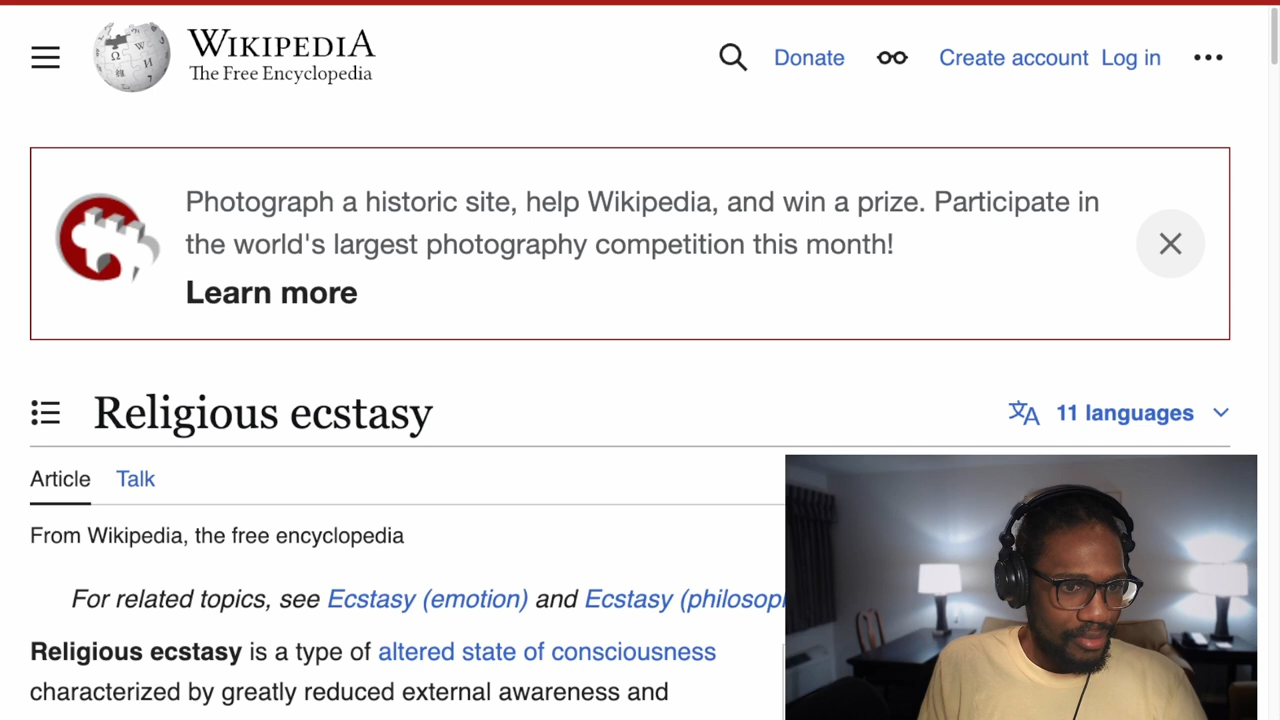 WIKIPEDIA
The Free Encyclopedia
Donate
Create account Log in
Photograph a historic site, help Wikipedia, and win a prize. Participate in
the world's largest photography competition this month!
Learn more
Religious ecstasy
11 languages
Article Talk
From Wikipedia, the free encyclopedia
For related topics, see Ecstasy (emotion) and Ecstasy
Religious ecstasy is a type of altered state of consciousness
characterized by greatly reduced external awareness and